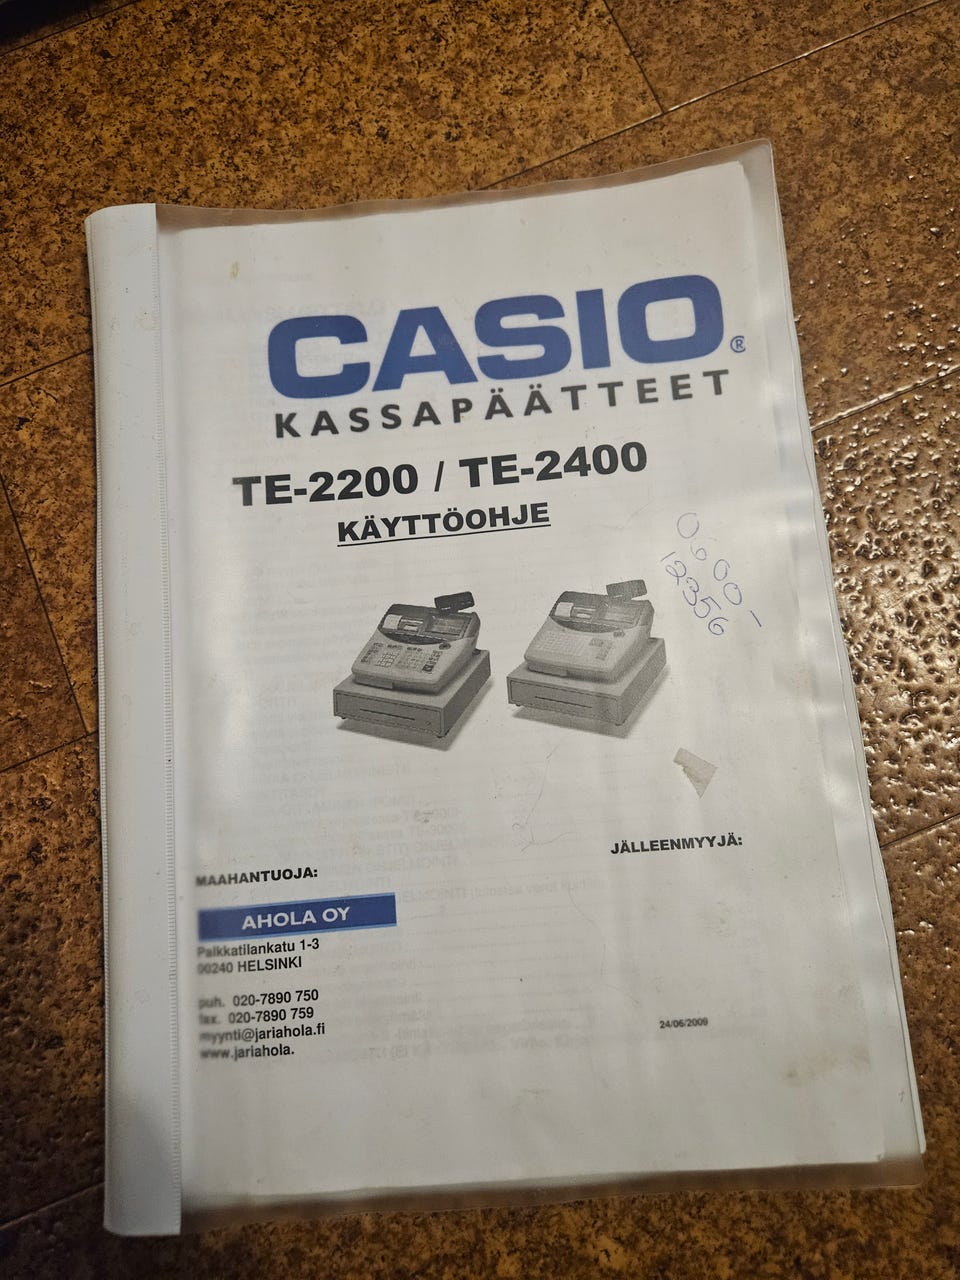 CASIO®
KASSAPÄÄTTEET
TE-2200 / TE-2400
KÄYTTÖOHJE
0600-
12356
JÄLLEENMYYJÄ:
MAAHANTUOJA:
AHOLA OY
Palkkatilankatu 1-3
00240 HELSINKI
puh. 020-7890 750
fax. 020-7890 759
myynti@jariahola.fi
www.jariahola.
24/06/2009